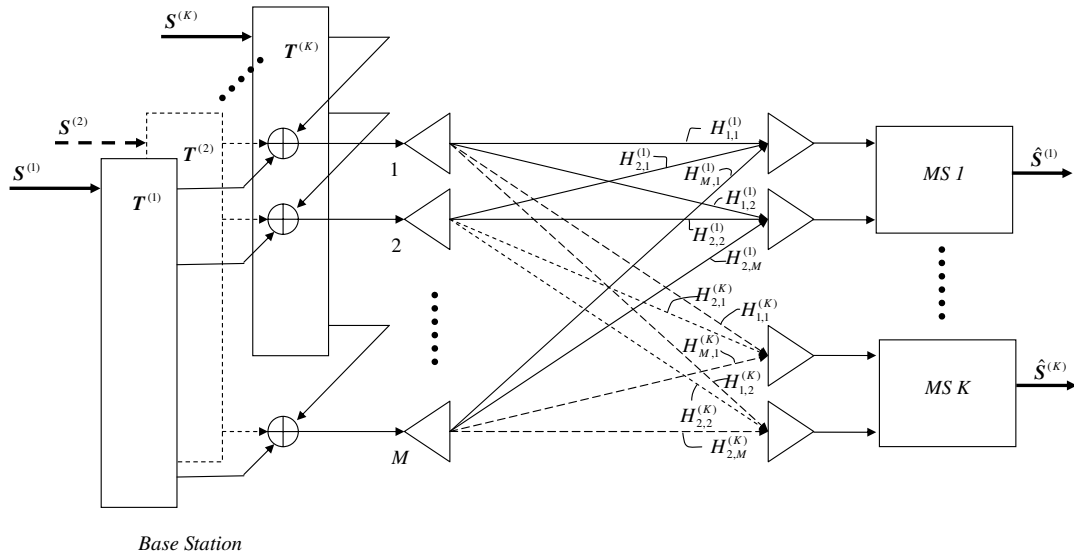 S^(K)
T^(K)
S^(2)
T^(2)
S^(1)
T^(1)
1
2
M
H_{1,1}^(1)
H_{2,1}^(1)
H_{M,1}^(1)
H_{1,2}^(1)
H_{2,2}^(1)
H_{2,M}^(1)
H_{2,1}^(K)
H_{1,1}^(K)
H_{M,1}^(K)
H_{1,2}^(K)
H_{2,2}^(K)
H_{2,M}^(K)
MS 1
Ŝ^(1)
MS K
Ŝ^(K)
Base Station